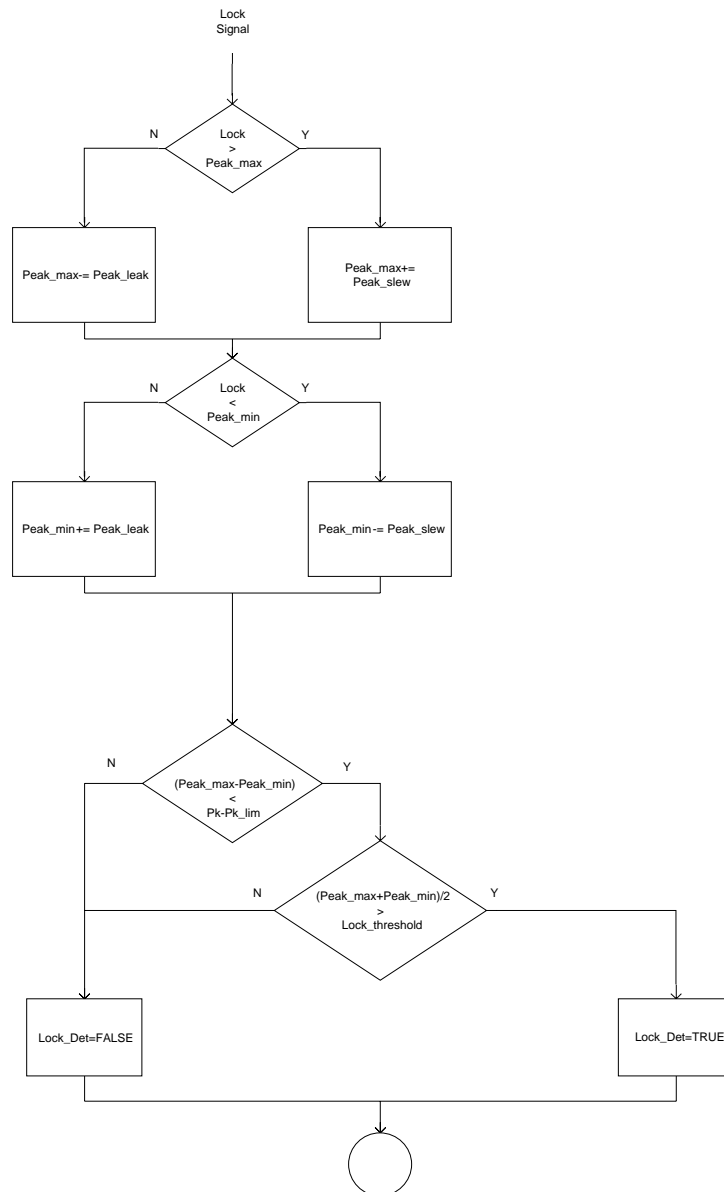 Lock
Signal
N
Y
Lock
>
Peak_max
Peak_max-= Peak_leak
Peak_max+=
Peak_slew
N
Y
Lock
<
Peak_min
Peak_min+= Peak_leak
Peak_min-= Peak_slew
N
Y
(Peak_max-Peak_min)
<
Pk-Pk_lim
N
Y
(Peak_max+Peak_min)/2
>
Lock_threshold
Lock_Det=FALSE
Lock_Det=TRUE